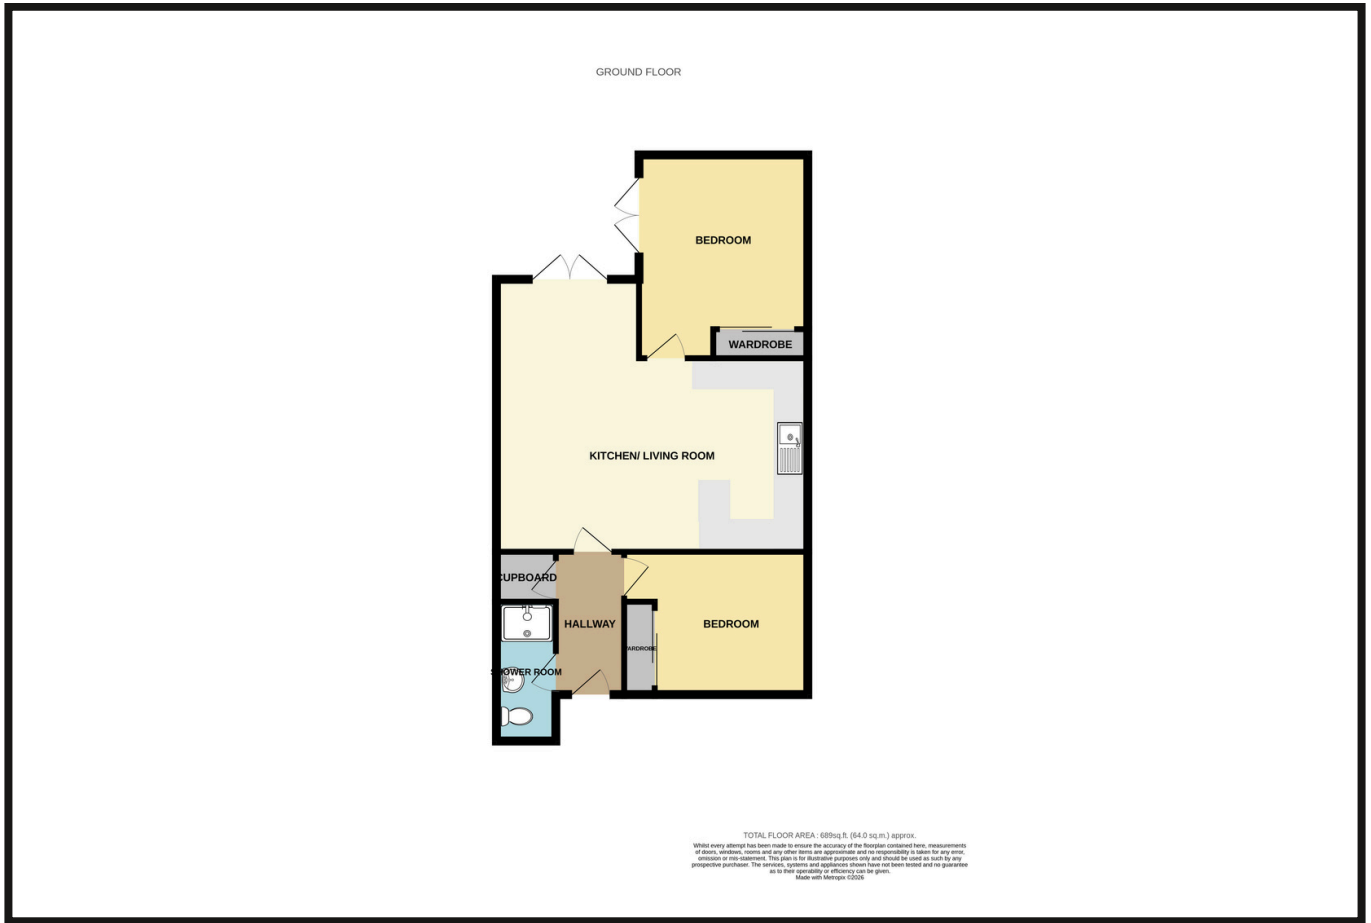 GROUND FLOOR
BEDROOM
WARDROBE
KITCHEN/ LIVING ROOM
CUPBOARD
HALLWAY
BEDROOM
WARDROBE
SHOWER ROOM
TOTAL FLOOR AREA : 689sq.ft. (64.0 sq.m.) approx.
Whilst every attempt has been made to ensure the accuracy of the floorplan contained here, measurements
of doors, windows, rooms and any other items are approximate and no responsibility is taken for any error,
omission or mis-statement. This plan is for illustrative purposes only and should be used as such by any
prospective purchaser. The services, systems and appliances shown have not been tested and no guarantee
as to their operability or efficiency can be given.
Made with Metropix ©2026